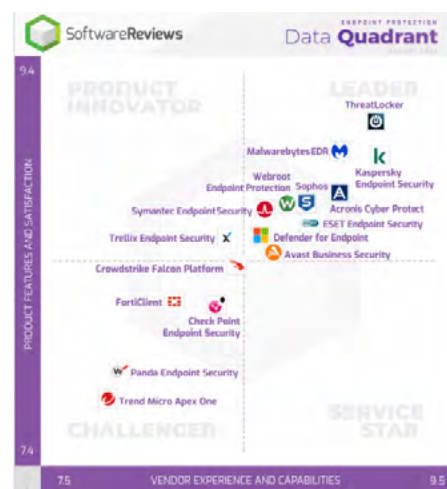 SoftwareReviews
ENDPOINT PROTECTION
Data Quadrant
9.4
PRODUCT INNOVATOR
LEADER
ThreatLocker
Malwarebytes EDR
Kaspersky
Endpoint Security
Webroot
Endpoint Protection
Sophos
Acronis Cyber Protect
Symantec Endpoint Security
ESET Endpoint Security
Trellix Endpoint Security
Defender for Endpoint
Avast Business Security
Crowdstrike Falcon Platform
PRODUCT FEATURES AND SATISFACTION
FortiClient
Check Point
Endpoint Security
Panda Endpoint Security
Trend Micro Apex One
CHALLENGER
SERVICE
STAR
7.4
7.5
VENDOR EXPERIENCE AND CAPABILITIES
9.5